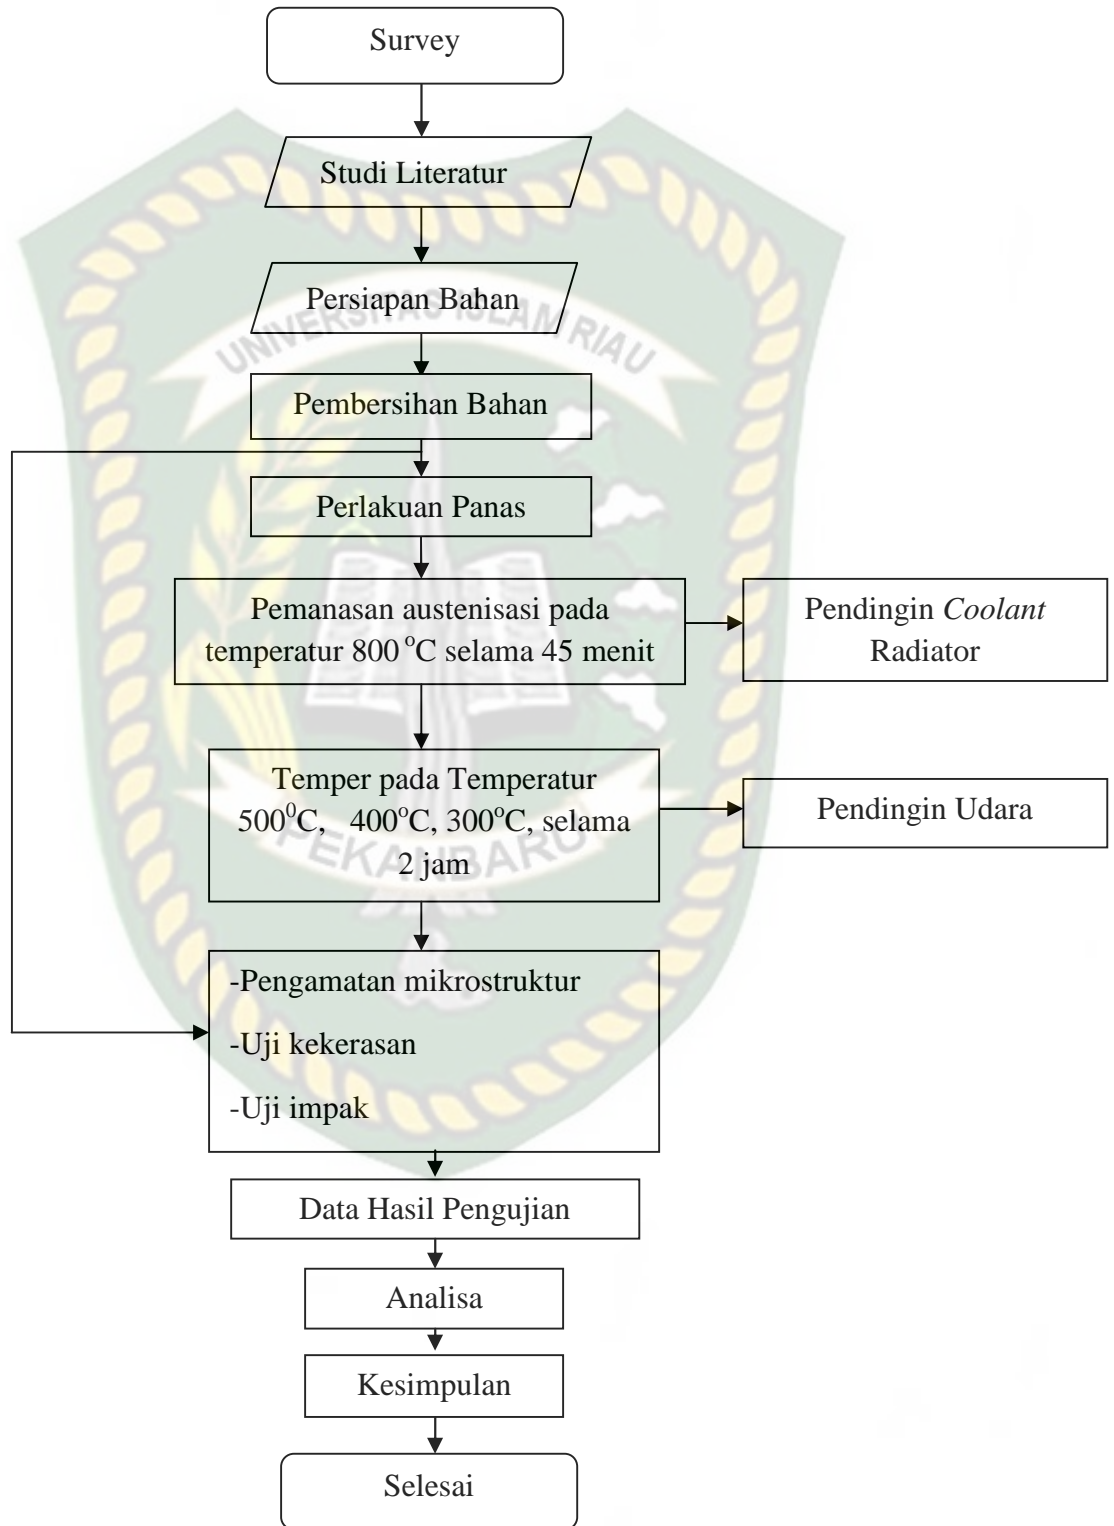 Survey
Studi Literatur
Persiapan Bahan
UNIVERSITAS ISLAM RIAU
Pembersihan Bahan
Perlakuan Panas
Pemanasan austenisasi pada
temperatur 800 °C selama 45 menit
Pendingin Coolant
Radiator
Temper pada Temperatur
500⁰C, 400°C, 300°C, selama
2 jam
Pendingin Udara
PEKANBARU
-Pengamatan mikrostruktur
-Uji kekerasan
-Uji impak
Data Hasil Pengujian
Analisa
Kesimpulan
Selesai